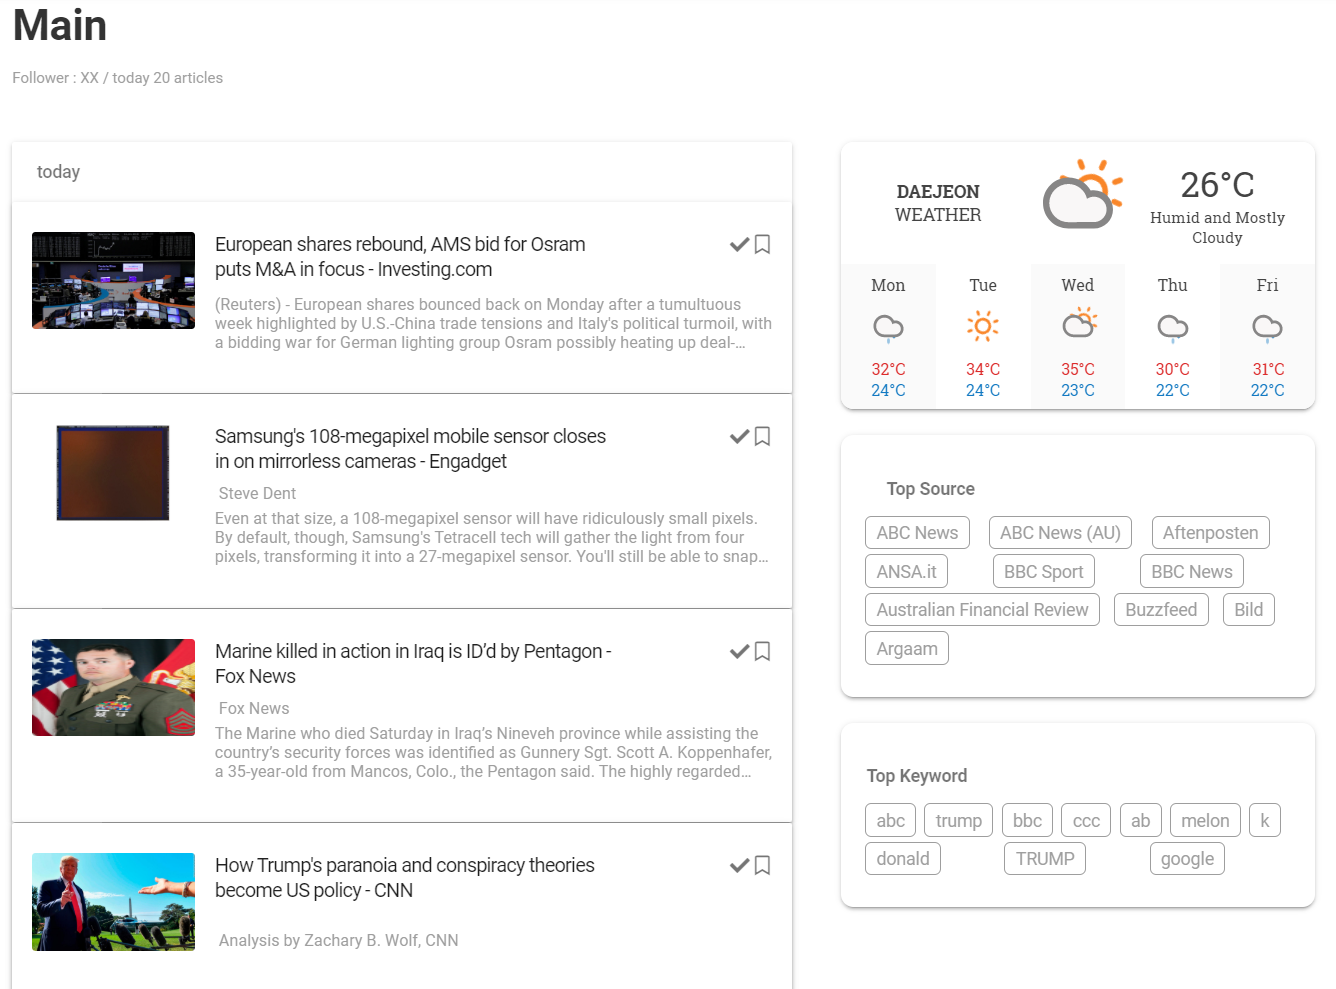 Main
Follower : XX / today 20 articles
today
European shares rebound, AMS bid for Osram
puts M&A in focus - Investing.com
(Reuters) - European shares bounced back on Monday after a tumultuous
week highlighted by U.S.-China trade tensions and Italy's political turmoil, with
a bidding war for German lighting group Osram possibly heating up deal-...
Samsung's 108-megapixel mobile sensor closes
in on mirrorless cameras - Engadget
Steve Dent
Even at that size, a 108-megapixel sensor will have ridiculously small pixels.
By default, though, Samsung's Tetracell tech will gather the light from four
pixels, transforming it into a 27-megapixel sensor. You'll still be able to snap...
Marine killed in action in Iraq is ID’d by Pentagon -
Fox News
Fox News
The Marine who died Saturday in Iraq’s Nineveh province while assisting the
country’s security forces was identified as Gunnery Sgt. Scott A. Koppenhafer,
a 35-year-old from Mancos, Colo., the Pentagon said. The highly regarded...
How Trump's paranoia and conspiracy theories
become US policy - CNN
Analysis by Zachary B. Wolf, CNN
DAEJEON
WEATHER
26°C
Humid and Mostly
Cloudy
Mon Tue Wed Thu Fri
32°C 34°C 35°C 30°C 31°C
24°C 24°C 23°C 22°C 22°C
Top Source
ABC News ABC News (AU) Aftenposten
ANSA.it BBC Sport BBC News
Australian Financial Review Buzzfeed Bild
Argaam
Top Keyword
abc trump bbc ccc ab melon k
donald TRUMP google